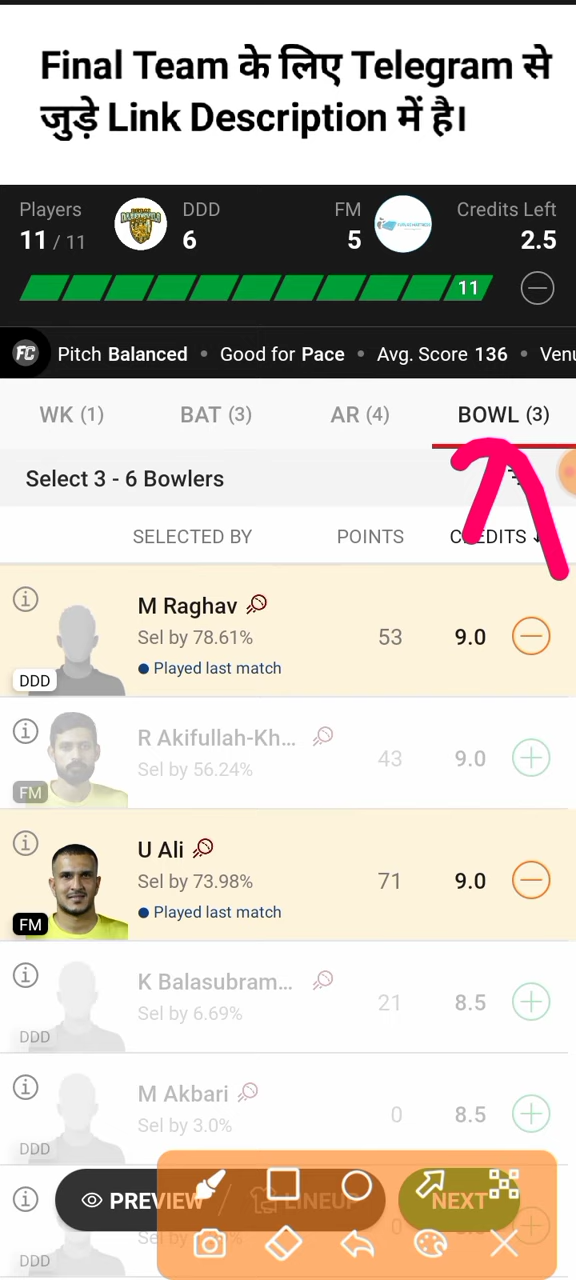 Final Team के लिए Telegram से
जुड़े Link Description में है।
Players DDD FM Credits Left
11 / 11 6 5 2.5
11
FC Pitch Balanced • Good for Pace • Avg. Score 136 • Venu
WK (1) BAT (3) AR (4) BOWL (3)
Select 3 - 6 Bowlers
SELECTED BY POINTS CREDITS ↓
M Raghav
Sel by 78.61% 53 9.0
Played last match
DDD
R Akifullah-Kh...
Sel by 56.24% 43 9.0
FM
U Ali
Sel by 73.98% 71 9.0
Played last match
FM
K Balasubram...
Sel by 6.69% 21 8.5
DDD
M Akbari
Sel by 3.0% 0 8.5
DDD
PREVIEW / LINEUP NEXT
DDD